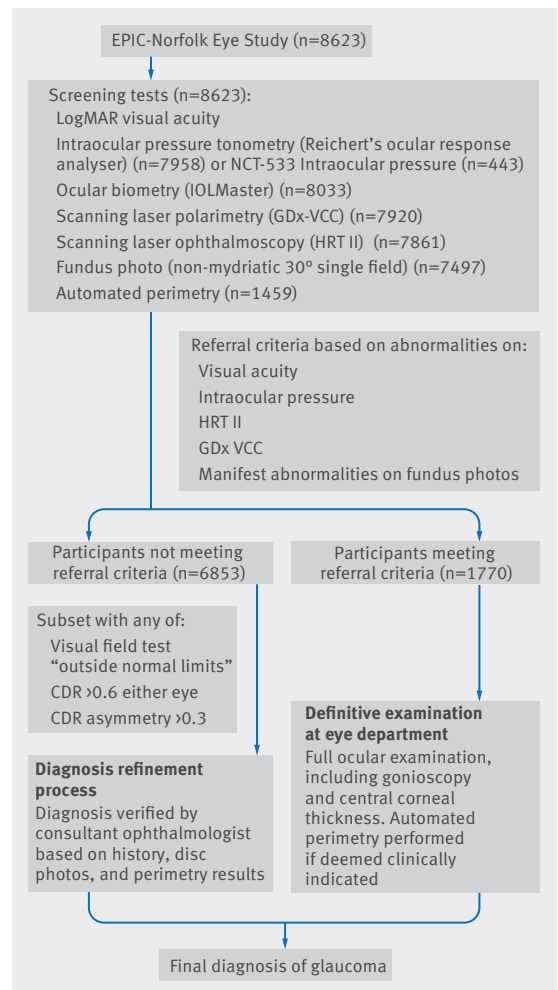 EPIC-Norfolk Eye Study (n=8623)
Screening tests (n=8623):
LogMAR visual acuity
Intraocular pressure tonometry (Reichert's ocular response
analyser) (n=7958) or NCT-533 Intraocular pressure (n=443)
Ocular biometry (IOLMaster) (n=8033)
Scanning laser polarimetry (GDx-VCC) (n=7920)
Scanning laser ophthalmoscopy (HRT II) (n=7861)
Fundus photo (non-mydriatic 30° single field) (n=7497)
Automated perimetry (n=1459)
Referral criteria based on abnormalities on:
Visual acuity
Intraocular pressure
HRT II
GDx VCC
Manifest abnormalities on fundus photos
Participants not meeting
referral criteria (n=6853)
Participants meeting
referral criteria (n=1770)
Subset with any of:
Visual field test
"outside normal limits"
CDR >0.6 either eye
CDR asymmetry >0.3
Diagnosis refinement
process
Diagnosis verified by
consultant ophthalmologist
based on history, disc
photos, and perimetry results
Definitive examination
at eye department
Full ocular examination,
including gonioscopy
and central corneal
thickness. Automated
perimetry performed
if deemed clinically
indicated
Final diagnosis of glaucoma